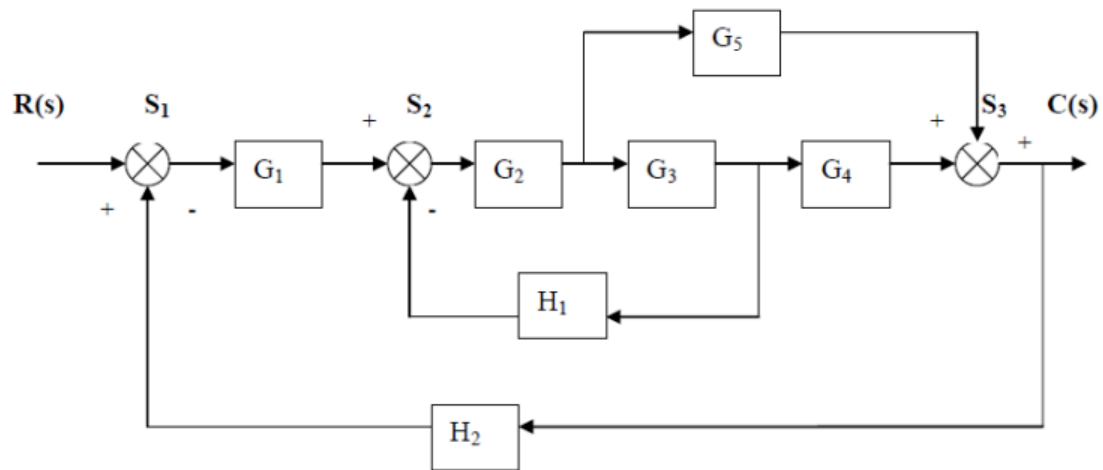 G₅
R(s) S₁ S₂ S₃ C(s)
+ + +
G₁ G₂ G₃ G₄
+ - -
H₁
H₂